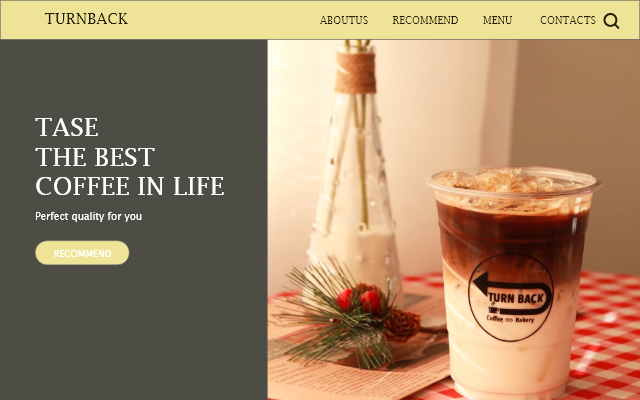 TURNBACK
ABOUTUS RECOMMEND MENU CONTACTS
TASE
THE BEST
COFFEE IN LIFE
Perfect quality for you
RECOMMEND
TURN BACK
Coffee ∞ Bakery